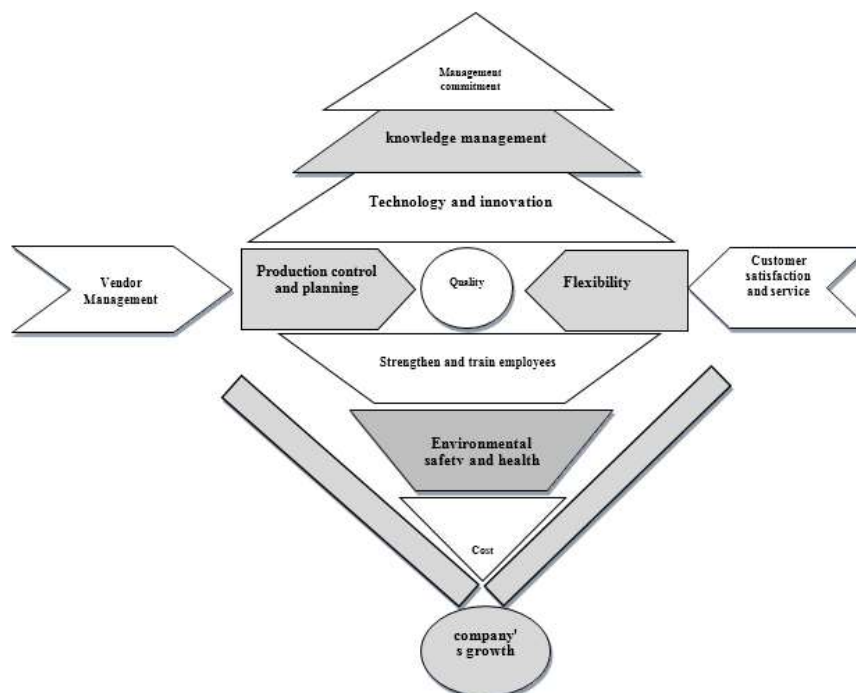 Management
commitment
knowledge management
Technology and innovation
Vendor
Management
Production control
and planning
Quality
Flexibility
Customer
satisfaction
and service
Strengthen and train employees
Environmental
safety and health
Cost
company'
s growth